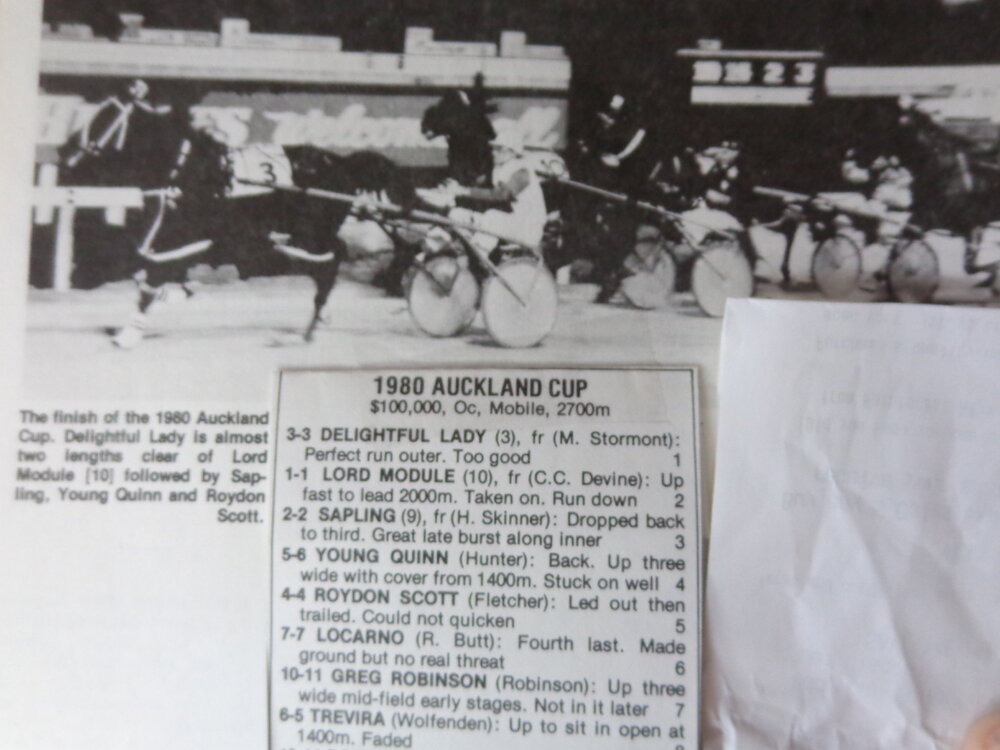 3
10 15 2 3
The finish of the 1980 Auckland
Cup. Delightful Lady is almost
two lengths clear of Lord
Module [10] followed by Sap-
ling, Young Quinn and Roydon
Scott.
1980 AUCKLAND CUP
$100,000, Oc, Mobile, 2700m
3-3 DELIGHTFUL LADY (3), fr (M. Stormont):
Perfect run outer. Too good 1
1-1 LORD MODULE (10), fr (C.C. Devine): Up
fast to lead 2000m. Taken on. Run down 2
2-2 SAPLING (9), fr (H. Skinner): Dropped back
to third. Great late burst along inner 3
5-6 YOUNG QUINN (Hunter): Back. Up three
wide with cover from 1400m. Stuck on well 4
4-4 ROYDON SCOTT (Fletcher): Led out then
trailed. Could not quicken 5
7-7 LOCARNO (R. Butt): Fourth last. Made
ground but no real threat 6
10-11 GREG ROBINSON (Robinson): Up three
wide mid-field early stages. Not in it later 7
6-5 TREVIRA (Wolfenden): Up to sit in open at
1400m. Faded 8